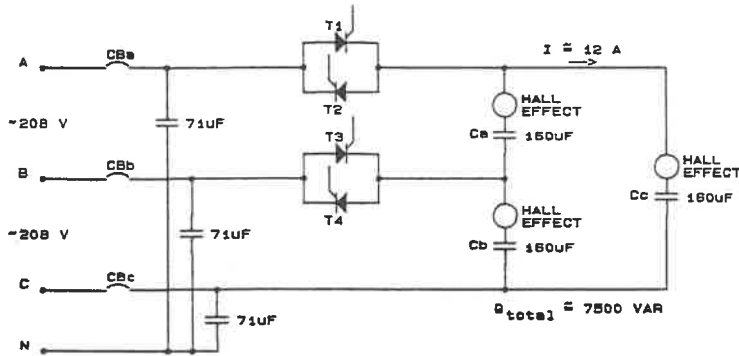 A
CBa
T1
I ≅ 12 A
T2
HALL
EFFECT
~208 V
71uF
Ca
160uF
T3
B
CBb
HALL
EFFECT
Cc
160uF
T4
HALL
EFFECT
~208 V
71uF
Cb
160uF
C
CBc
71uF
Qtotal ≅ 7500 VAR
N